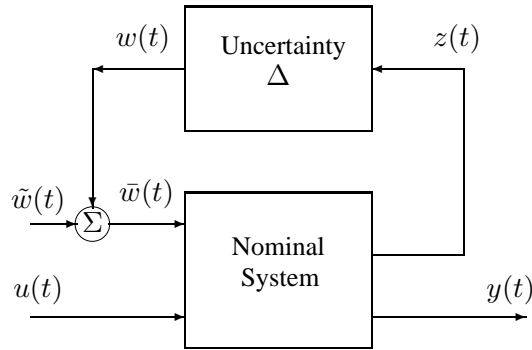 w(t)
Uncertainty
Δ
z(t)
w̃(t)
Σ
w̄(t)
Nominal
System
u(t)
y(t)